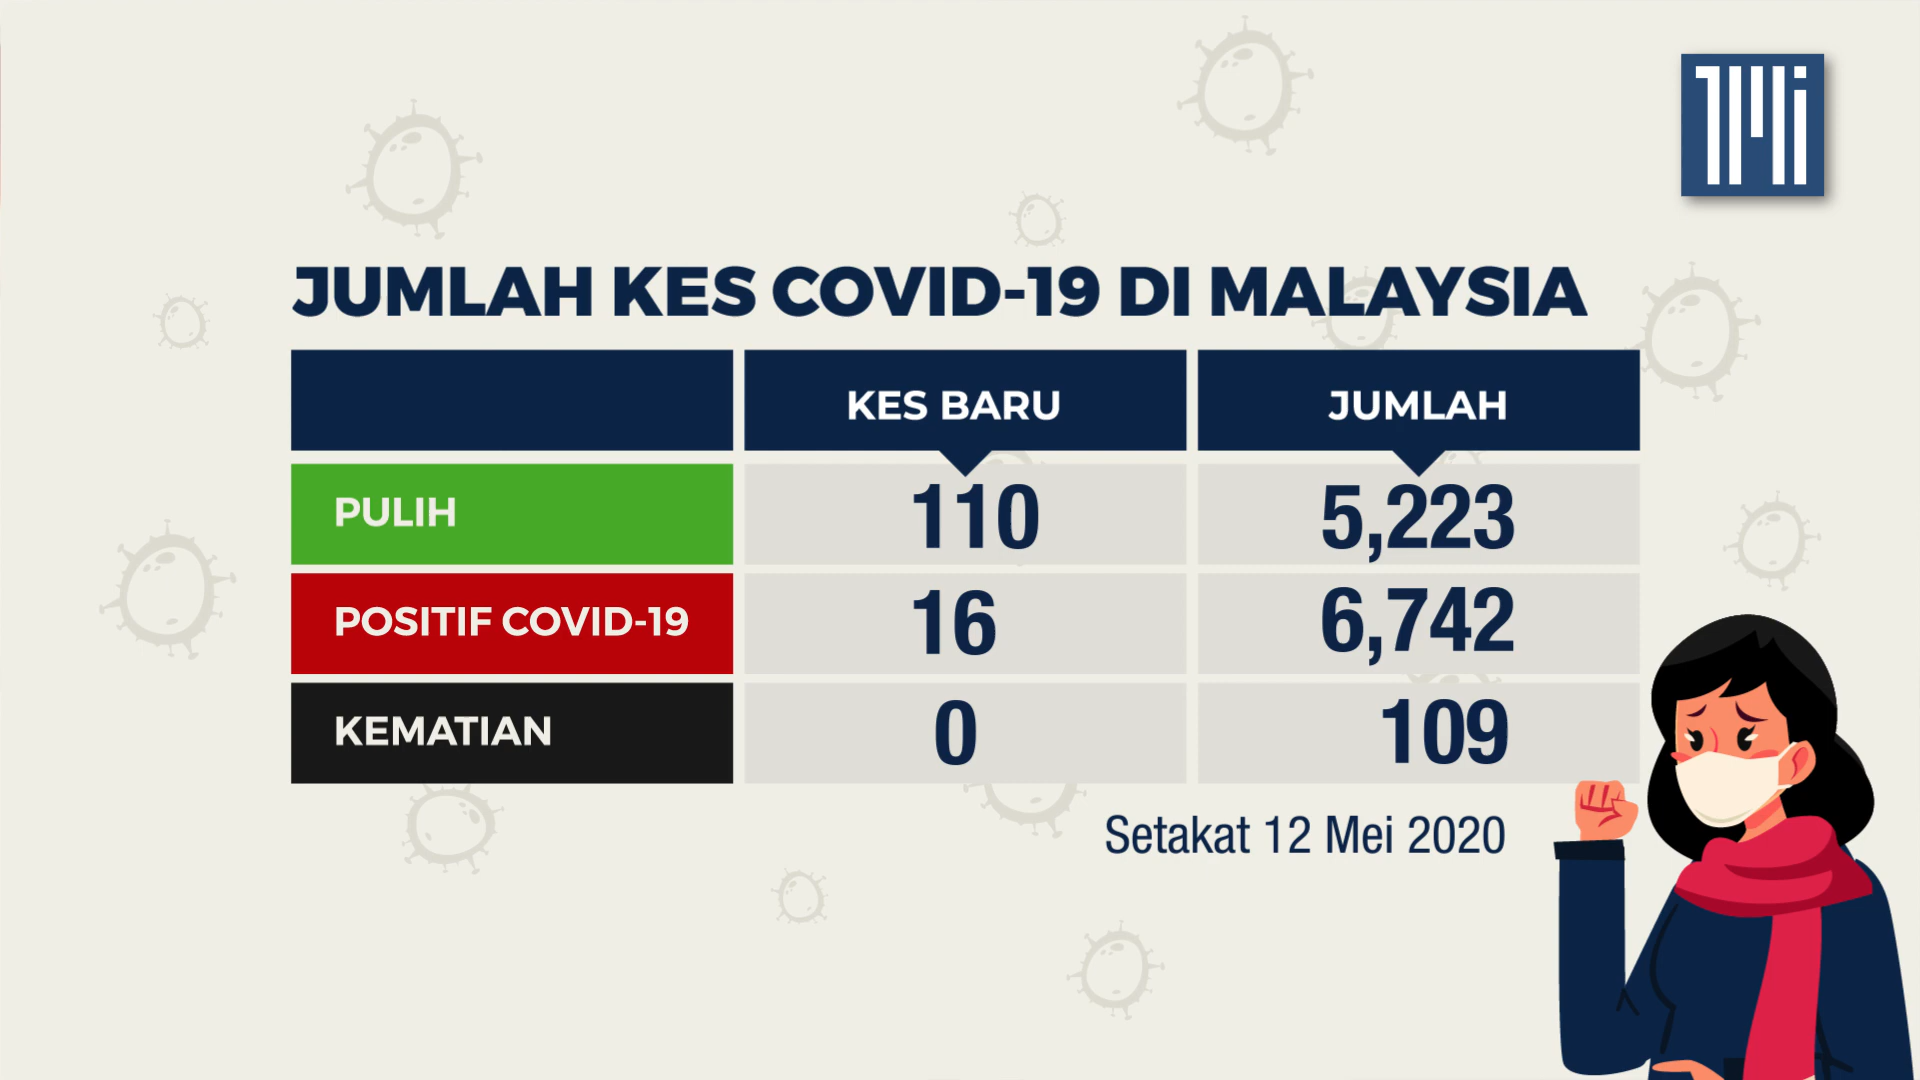 TMI
JUMLAH KES COVID-19 DI MALAYSIA
KES BARU JUMLAH
PULIH 110 5,223
POSITIF COVID-19 16 6,742
KEMATIAN 0 109
Setakat 12 Mei 2020